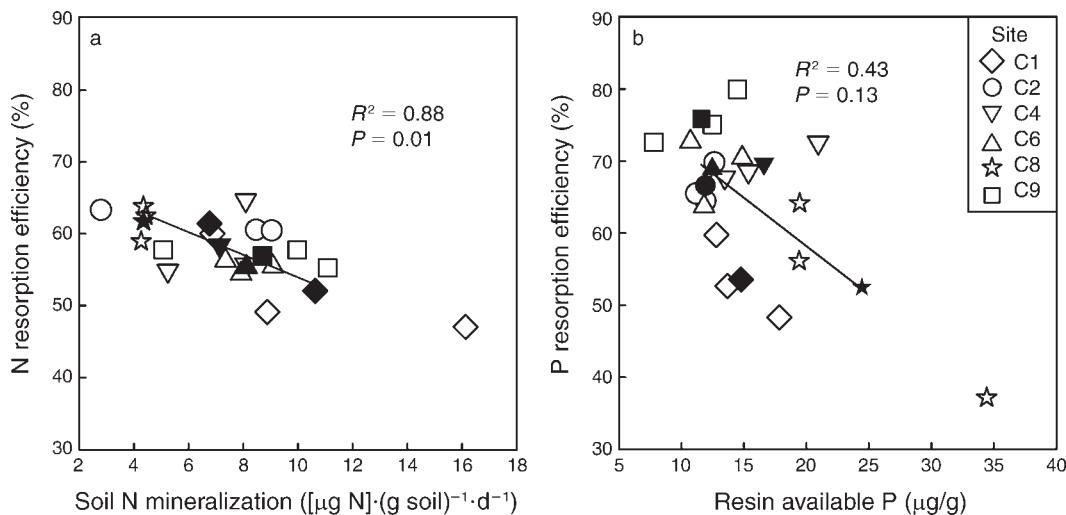 a
R² = 0.88
P = 0.01
N resorption efficiency (%)
90
80
70
60
50
40
30
2 4 6 8 10 12 14 16 18
Soil N mineralization ([μg N]·(g soil)⁻¹·d⁻¹)
b
R² = 0.43
P = 0.13
P resorption efficiency (%)
90
80
70
60
50
40
30
5 10 15 20 25 30 35 40
Resin available P (μg/g)
Site
C1
C2
C4
C6
C8
C9